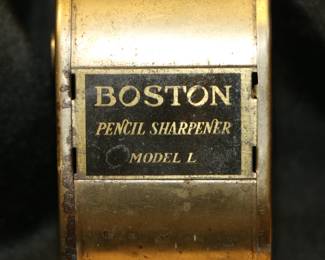 BOSTON
PENCIL SHARPENER
MODEL L